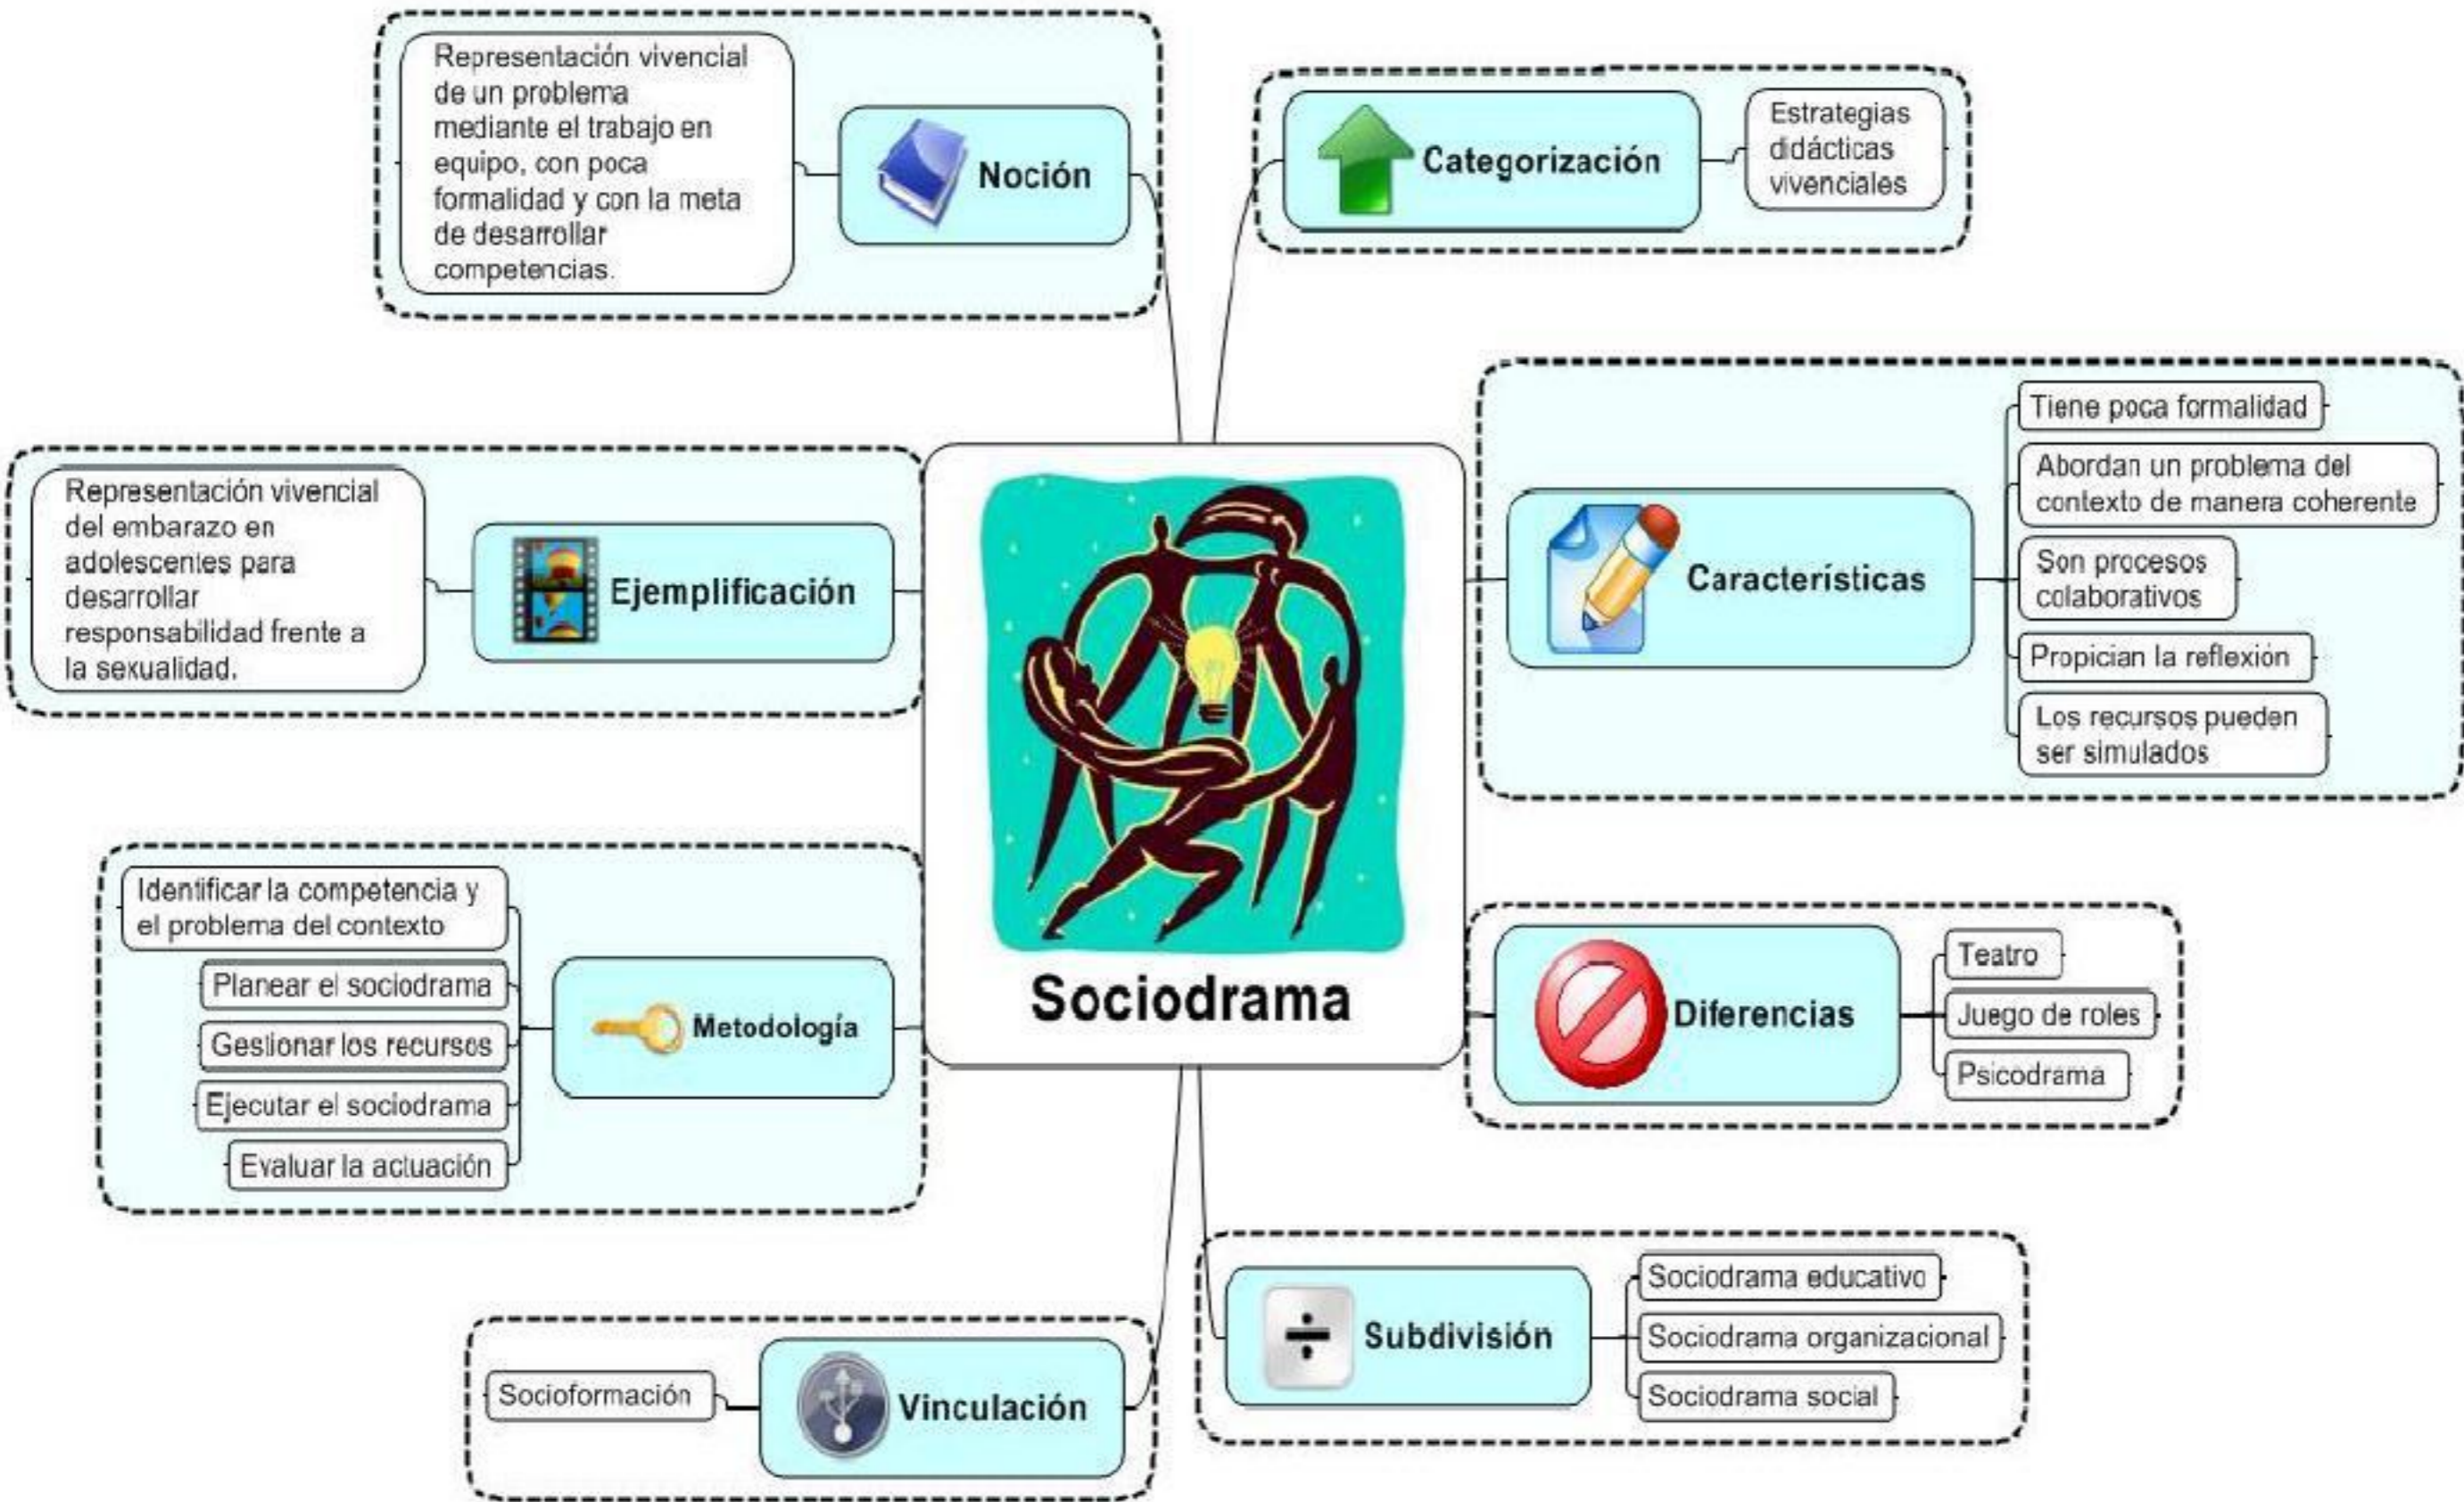 Representación vivencial
de un problema
mediante el trabajo en
equipo, con poca
formalidad y con la meta
de desarrollar
competencias.
Noción
Categorización
Estrategias
didácticas
vivenciales
Representación vivencial
del embarazo en
adolescentes para
desarrollar
responsabilidad frente a
la sexualidad.
Ejemplificación
Características
Tiene poca formalidad
Abordan un problema del
contexto de manera coherente
Son procesos
colaborativos
Propician la reflexión
Los recursos pueden
ser simulados
Sociodrama
Identificar la competencia y
el problema del contexto
Planear el sociodrama
Gestionar los recursos
Ejecutar el sociodrama
Evaluar la actuación
Metodología
Diferencias
Teatro
Juego de roles
Psicodrama
Socioformación
Vinculación
Subdivisión
Sociodrama educativo
Sociodrama organizacional
Sociodrama social